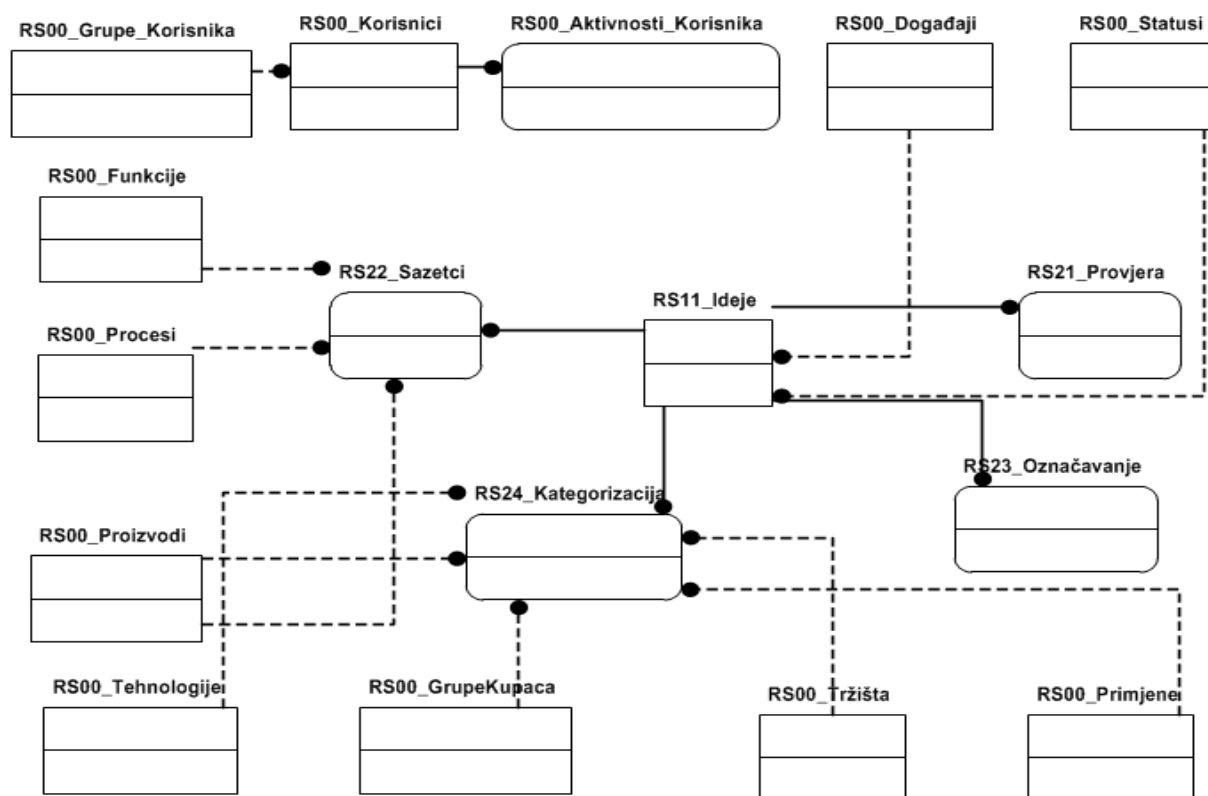 RS00_Grupe_Korisnika
RS00_Korisnici
RS00_Aktivnosti_Korisnika
RS00_Događaji
RS00_Statusi
RS00_Funkcije
RS22_Sazetci
RS11_Ideje
RS21_Provjera
RS00_Procesi
RS24_Kategorizacija
RS23_Označavanje
RS00_Proizvodi
RS00_Tehnologije
RS00_GrupeKupaca
RS00_Tržišta
RS00_Primjene